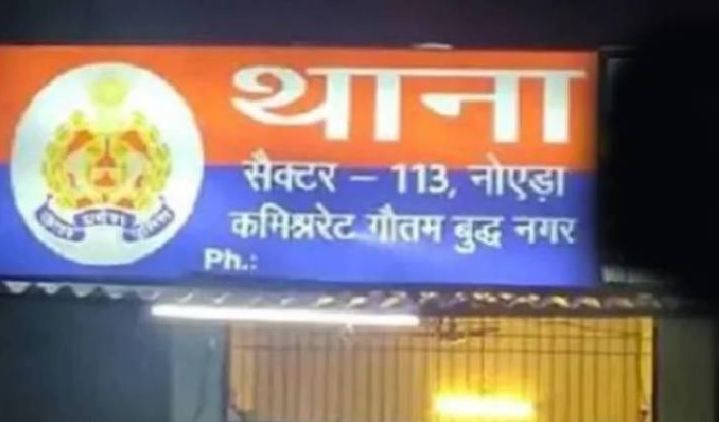 थाना
सैक्टर – 113, नोएड़ा
कमिश्नरेट गौतम बुद्ध नगर
Ph.: